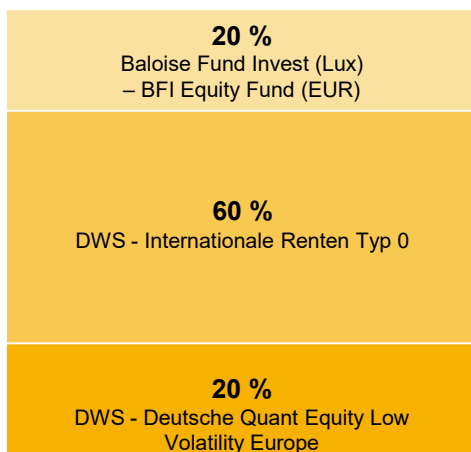 20 %
Baloise Fund Invest (Lux)
– BFI Equity Fund (EUR)
60 %
DWS - Internationale Renten Typ 0
20 %
DWS - Deutsche Quant Equity Low
Volatility Europe